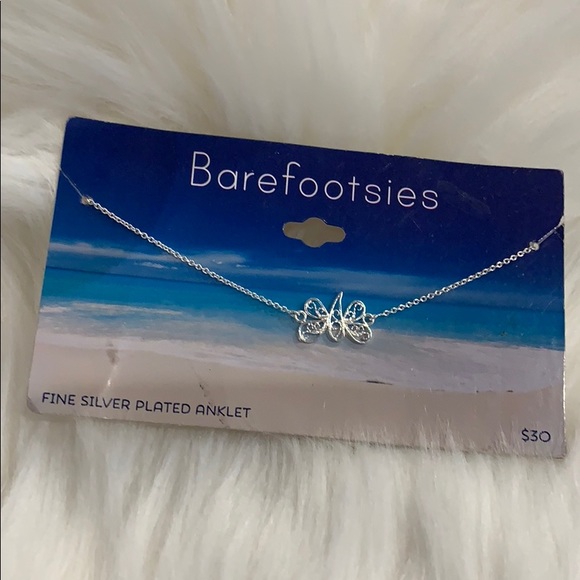 Barefootsies
FINE SILVER PLATED ANKLET
$30